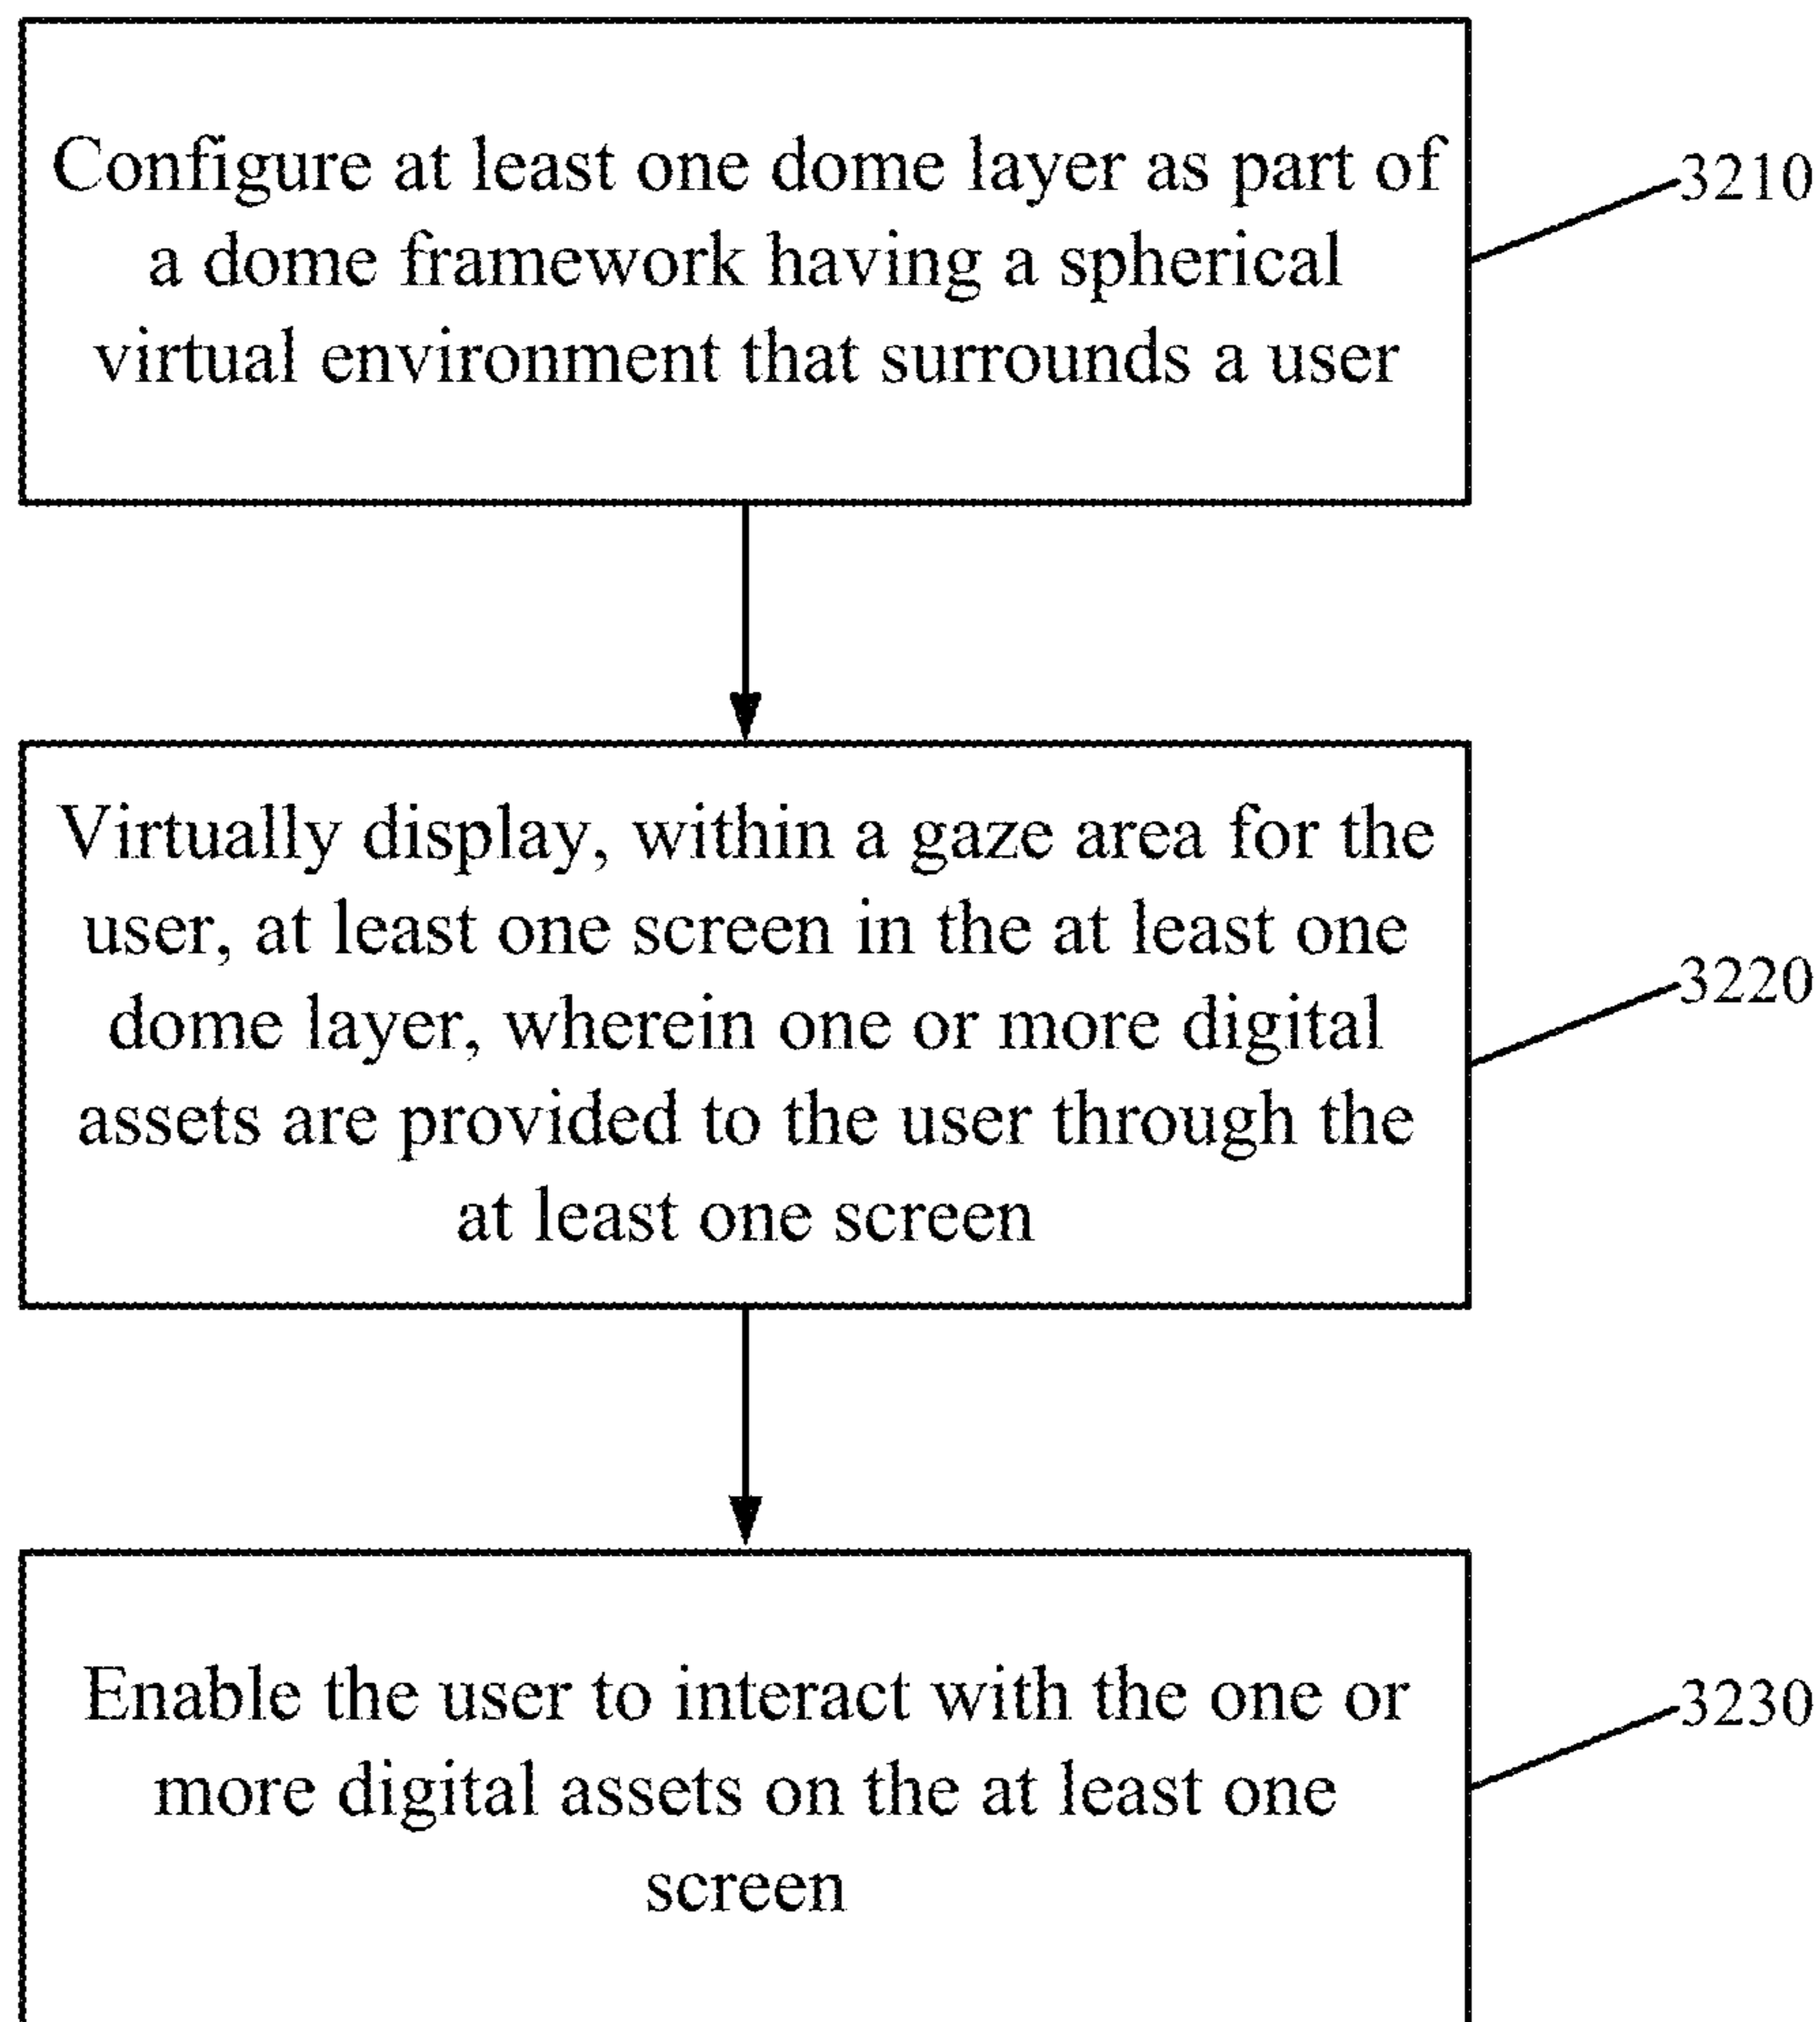 Configure at least one dome layer as part of
a dome framework having a spherical
virtual environment that surrounds a user
3210
Virtually display, within a gaze area for the
user, at least one screen in the at least one
dome layer, wherein one or more digital
assets are provided to the user through the
at least one screen
3220
Enable the user to interact with the one or
more digital assets on the at least one
screen
3230